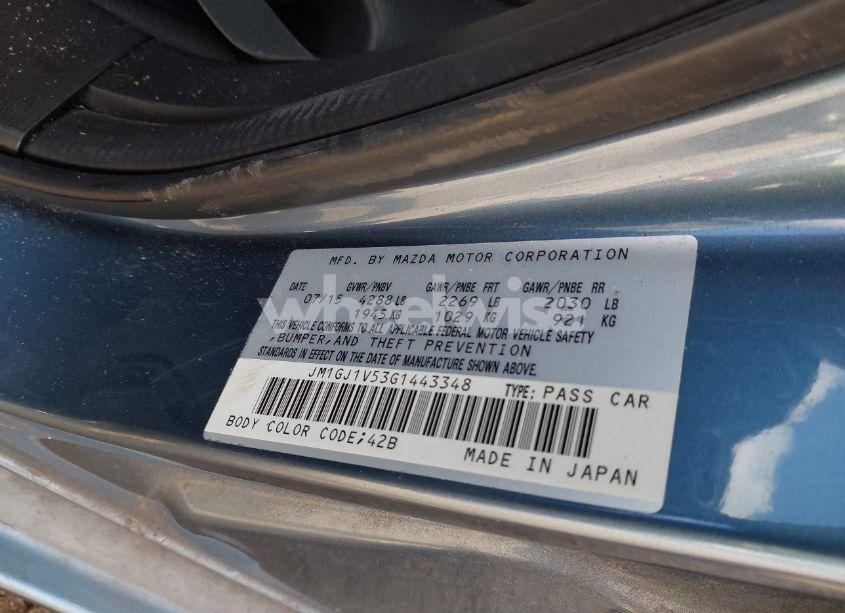 MFD. BY MAZDA MOTOR CORPORATION
DATE GVWR/PNBV GAWR/PNBE FRT GAWR/PNBE RR
07/15 4288 LB 2269 LB 2030 LB
1945 KG 1029 KG 921 KG
wheelwise
THIS VEHICLE CONFORMS TO ALL APPLICABLE FEDERAL MOTOR VEHICLE SAFETY
,BUMPER,AND THEFT PREVENTION
STANDARDS IN EFFECT ON THE DATE OF MANUFACTURE SHOWN ABOVE.
JM1GJ1V53G1443348 TYPE: PASS CAR
BODY COLOR CODE;42B
MADE IN JAPAN